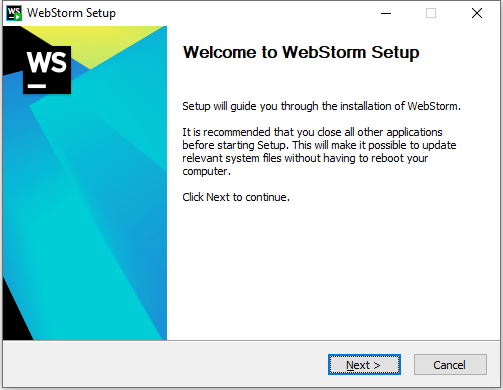 WS WebStorm Setup
WS
Welcome to WebStorm Setup
Setup will guide you through the installation of WebStorm.
It is recommended that you close all other applications
before starting Setup. This will make it possible to update
relevant system files without having to reboot your
computer.
Click Next to continue.
Next >
Cancel